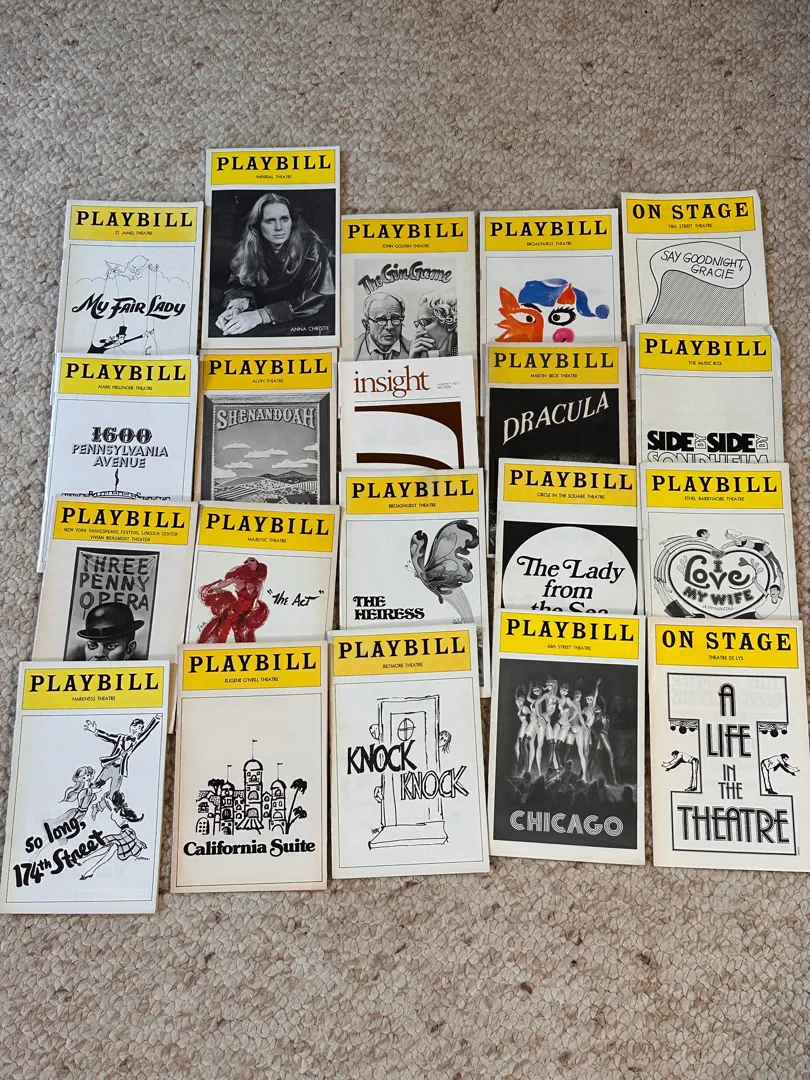 PLAYBILL
ST. JAMES THEATRE
My Fair Lady
PLAYBILL
IMPERIAL THEATRE
ANNA CHRISTIE
PLAYBILL
JOHN GOLDEN THEATRE
The Gin Game
PLAYBILL
BROADHURST THEATRE
ON STAGE
78th STREET THEATRE
SAY GOODNIGHT,
GRACIE
PLAYBILL
MARK HELLINGER THEATRE
1600
PENNSYLVANIA
AVENUE
PLAYBILL
ALVIN THEATRE
SHENANDOAH
insight
PLAYBILL
MARTIN BECK THEATRE
DRACULA
PLAYBILL
THE MUSIC BOX
SIDE BY SIDE BY
SONDHEIM
PLAYBILL
NEW YORK SHAKESPEARE FESTIVAL LINCOLN CENTER
VIVIAN BEAUMONT THEATER
THREE
PENNY
OPERA
PLAYBILL
MAJESTIC THEATRE
"The Act"
PLAYBILL
BROADHURST THEATRE
THE
HEIRESS
PLAYBILL
CIRCLE IN THE SQUARE THEATRE
The Lady
from
the Sea
PLAYBILL
ETHEL BARRYMORE THEATRE
I
Love
MY WIFE
PLAYBILL
HARKNESS THEATRE
So long,
174th Street
PLAYBILL
EUGENE O'NEILL THEATRE
California Suite
PLAYBILL
BILTMORE THEATRE
KNOCK
KNOCK
PLAYBILL
46th STREET THEATRE
CHICAGO
ON STAGE
THEATRE DE LYS
A
LIFE
IN THE
THEATRE